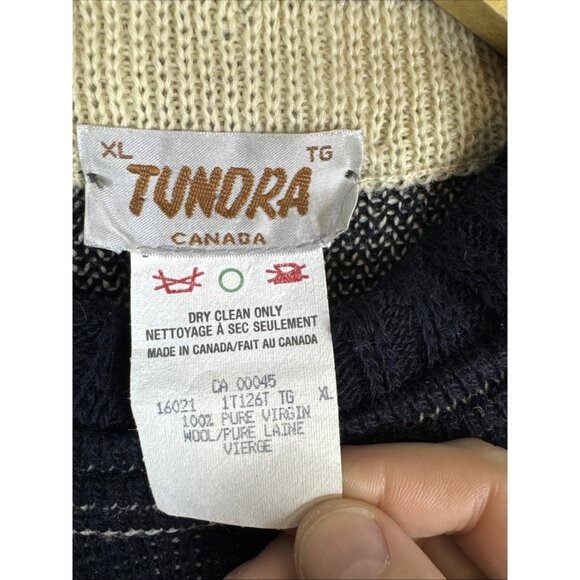 XL TG
TUNDRA
CANADA
DRY CLEAN ONLY
NETTOYAGE À SEC SEULEMENT
MADE IN CANADA/FAIT AU CANADA
CA 00045
16021 1T126T TG XL
100% PURE VIRGIN
WOOL/PURE LAINE
VIERGE